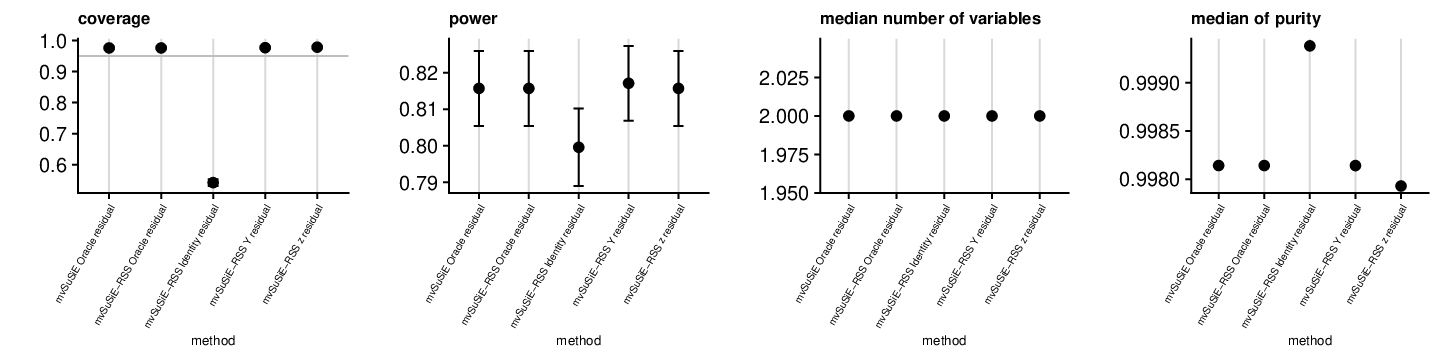 coverage
1.0
0.9
0.8
0.7
0.6
mvSuSiE Oracle residual
mvSuSiE−RSS Oracle residual
mvSuSiE−RSS Identity residual
mvSuSiE−RSS Y residual
mvSuSiE−RSS z residual
method
power
0.82
0.81
0.80
0.79
mvSuSiE Oracle residual
mvSuSiE−RSS Oracle residual
mvSuSiE−RSS Identity residual
mvSuSiE−RSS Y residual
mvSuSiE−RSS z residual
method
median number of variables
2.025
2.000
1.975
1.950
mvSuSiE Oracle residual
mvSuSiE−RSS Oracle residual
mvSuSiE−RSS Identity residual
mvSuSiE−RSS Y residual
mvSuSiE−RSS z residual
method
median of purity
0.9990
0.9985
0.9980
mvSuSiE Oracle residual
mvSuSiE−RSS Oracle residual
mvSuSiE−RSS Identity residual
mvSuSiE−RSS Y residual
mvSuSiE−RSS z residual
method